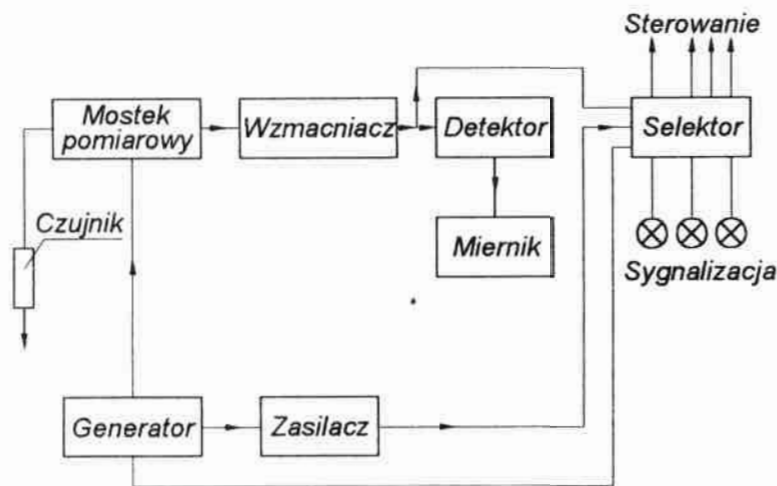 Sterowanie
Mostek
pomiarowy
Wzmacniacz
Detektor
Selektor
Czujnik
Miernik
Sygnalizacja
Generator
Zasilacz